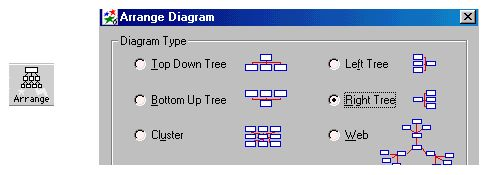 Arrange Diagram
Diagram Type
Top Down Tree
Left Tree
Arrange
Bottom Up Tree
Right Tree
Cluster
Web